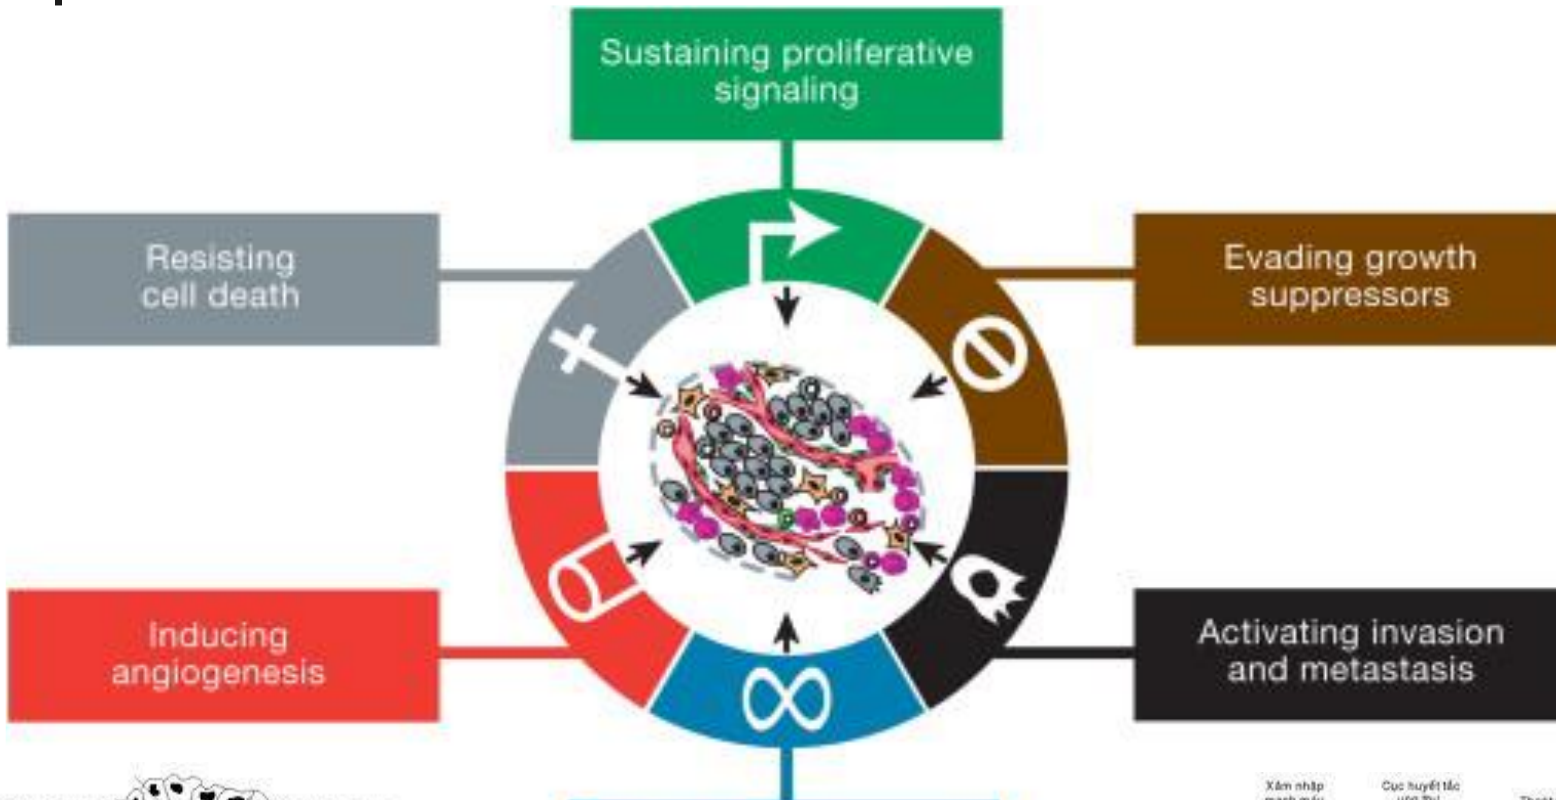 Sustaining proliferative
signaling
Resisting
cell death
Evading growth
suppressors
Inducing
angiogenesis
Activating invasion
and metastasis
Xâm nhập
Cục huyết tắc